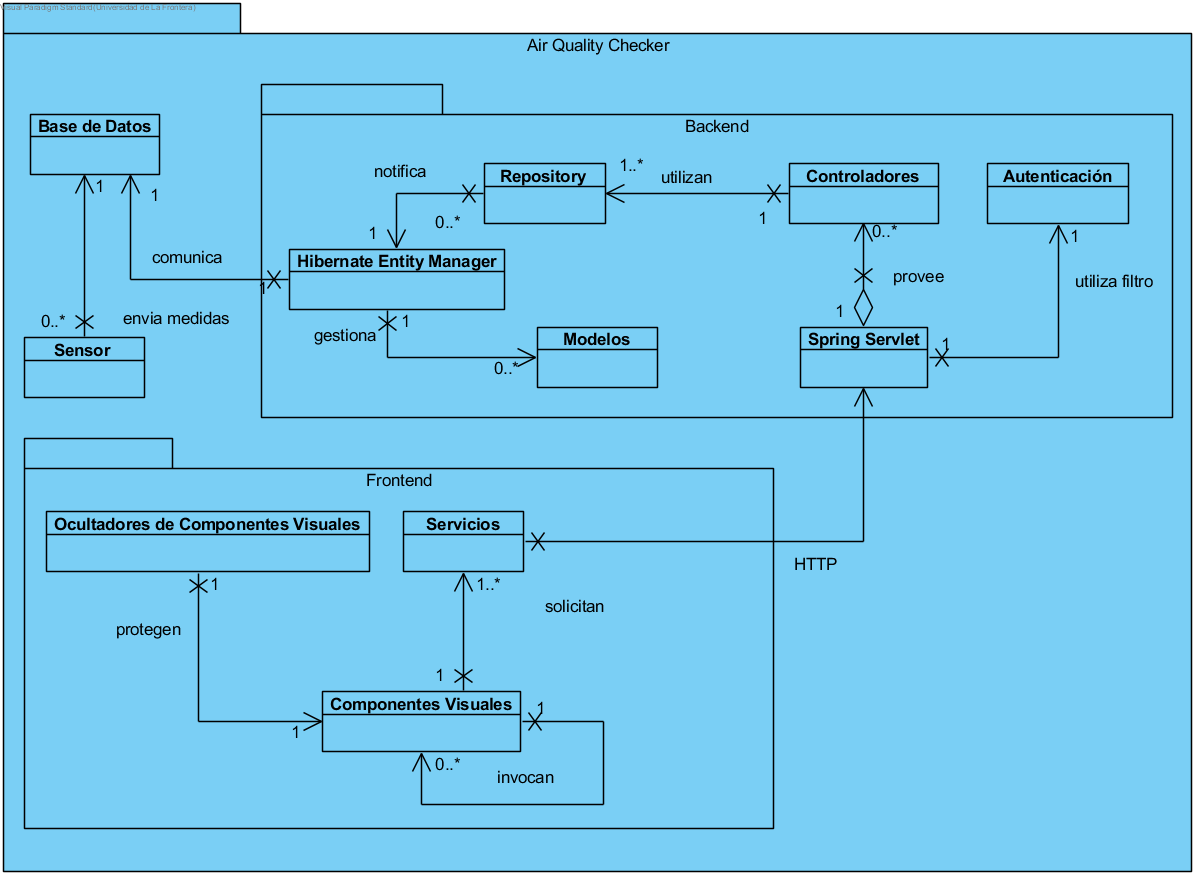 Visual Paradigm Standard(Universidad de La Frontera)
Air Quality Checker
Backend
Base de Datos
1
1
notifica
0..*
1
Repository
1..*
utilizan
1
Controladores
0..*
Autenticación
1
comunica
1
Hibernate Entity Manager
provee
utiliza filtro
0..*
envia medidas
gestiona
1
1
Sensor
Modelos
0..*
Spring Servlet
1
Frontend
Ocultadores de Componentes Visuales
Servicios
HTTP
1
1..*
protegen
solicitan
1
Componentes Visuales
1
1
0..*
invocan